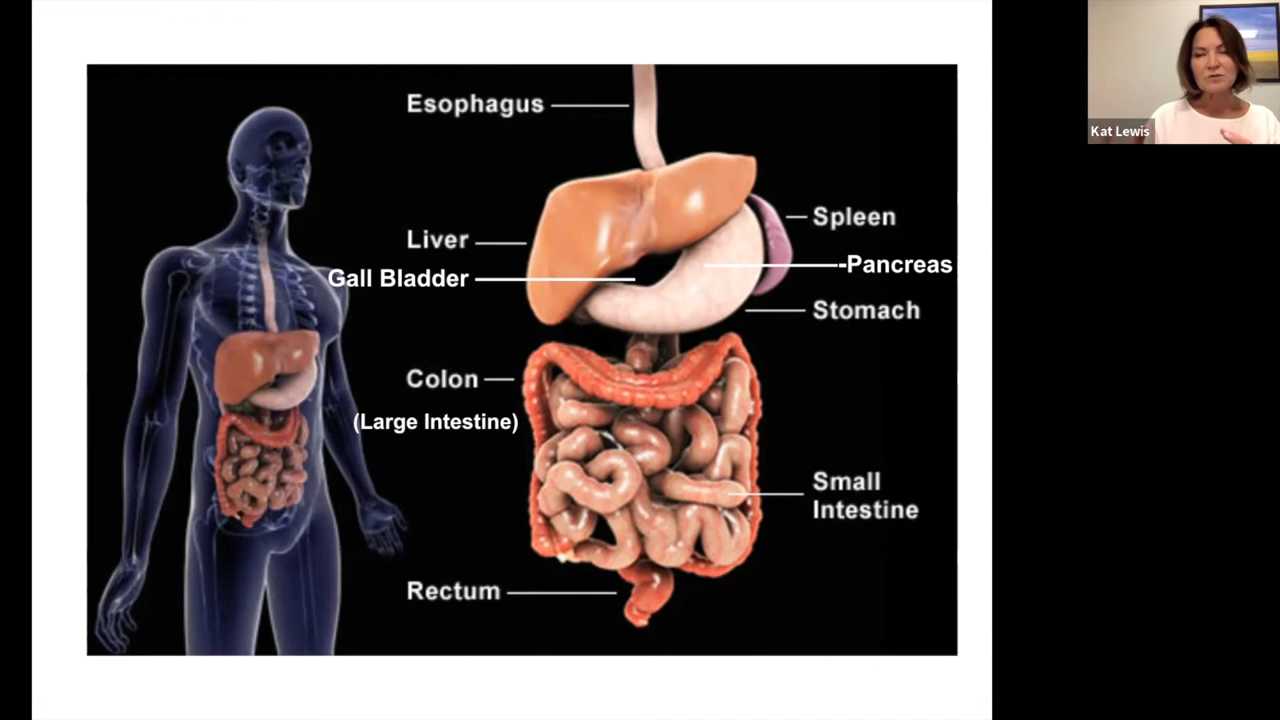 Esophagus
Liver
Gall Bladder
Colon
(Large Intestine)
Rectum
Spleen
-Pancreas
Stomach
Small
Intestine
Kat Lewis